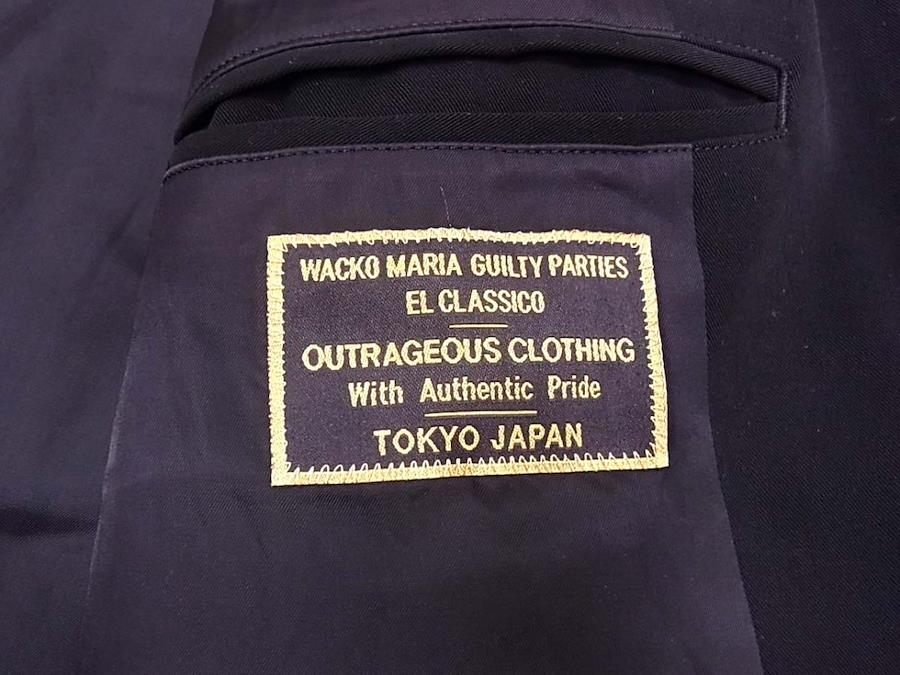 WACKO MARIA GUILTY PARTIES
EL CLASSICO
OUTRAGEOUS CLOTHING
With Authentic Pride
TOKYO JAPAN